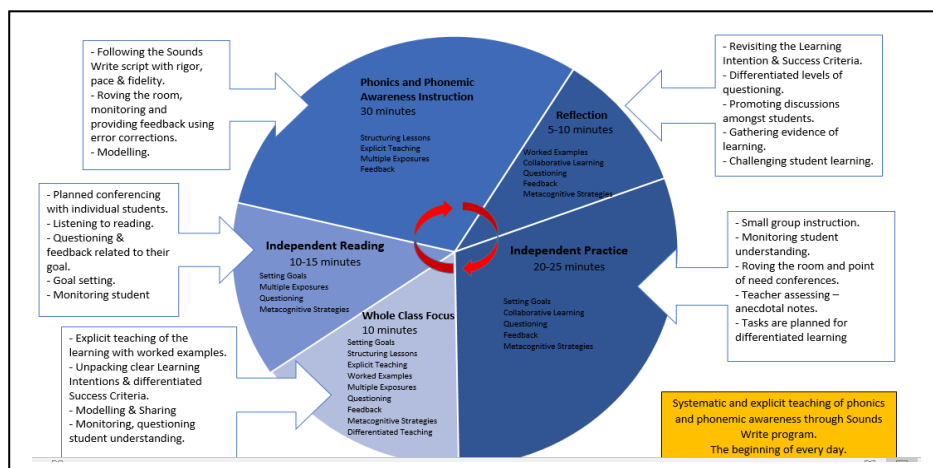 - Following the Sounds
Write script with rigor,
pace & fidelity.
- Roving the room,
monitoring and
providing feedback using
error corrections.
- Modelling.
Phonics and Phonemic
Awareness Instruction
30 minutes
Structuring Lessons
Explicit Teaching
Multiple Exposures
Feedback
Reflection
5-10 minutes
Worked Examples
Collaborative Learning
Questioning
Feedback
Metacognitive Strategies
- Revisiting the Learning
Intention & Success Criteria.
- Differentiated levels of
questioning.
- Promoting discussions
amongst students.
- Gathering evidence of
learning.
- Challenging student learning.
- Planned conferencing
with individual students.
- Listening to reading.
- Questioning &
feedback related to their
goal.
- Goal setting.
- Monitoring student
Independent Reading
10-15 minutes
Setting Goals
Multiple Exposures
Questioning
Metacognitive Strategies
Independent Practice
20-25 minutes
Setting Goals
Collaborative Learning
Questioning
Feedback
Metacognitive Strategies
- Small group instruction.
- Monitoring student
understanding.
- Roving the room and point
of need conferences.
- Teacher assessing –
anecdotal notes.
- Tasks are planned for
differentiated learning
- Explicit teaching of the
learning with worked examples.
- Unpacking clear Learning
Intentions & differentiated
Success Criteria.
- Modelling & Sharing
- Monitoring, questioning
student understanding.
Whole Class Focus
10 minutes
Setting Goals
Structuring Lessons
Explicit Teaching
Worked Examples
Multiple Exposures
Questioning
Feedback
Metacognitive Strategies
Differentiated Teaching
Systematic and explicit teaching of phonics
and phonemic awareness through Sounds
Write program.
The beginning of every day.